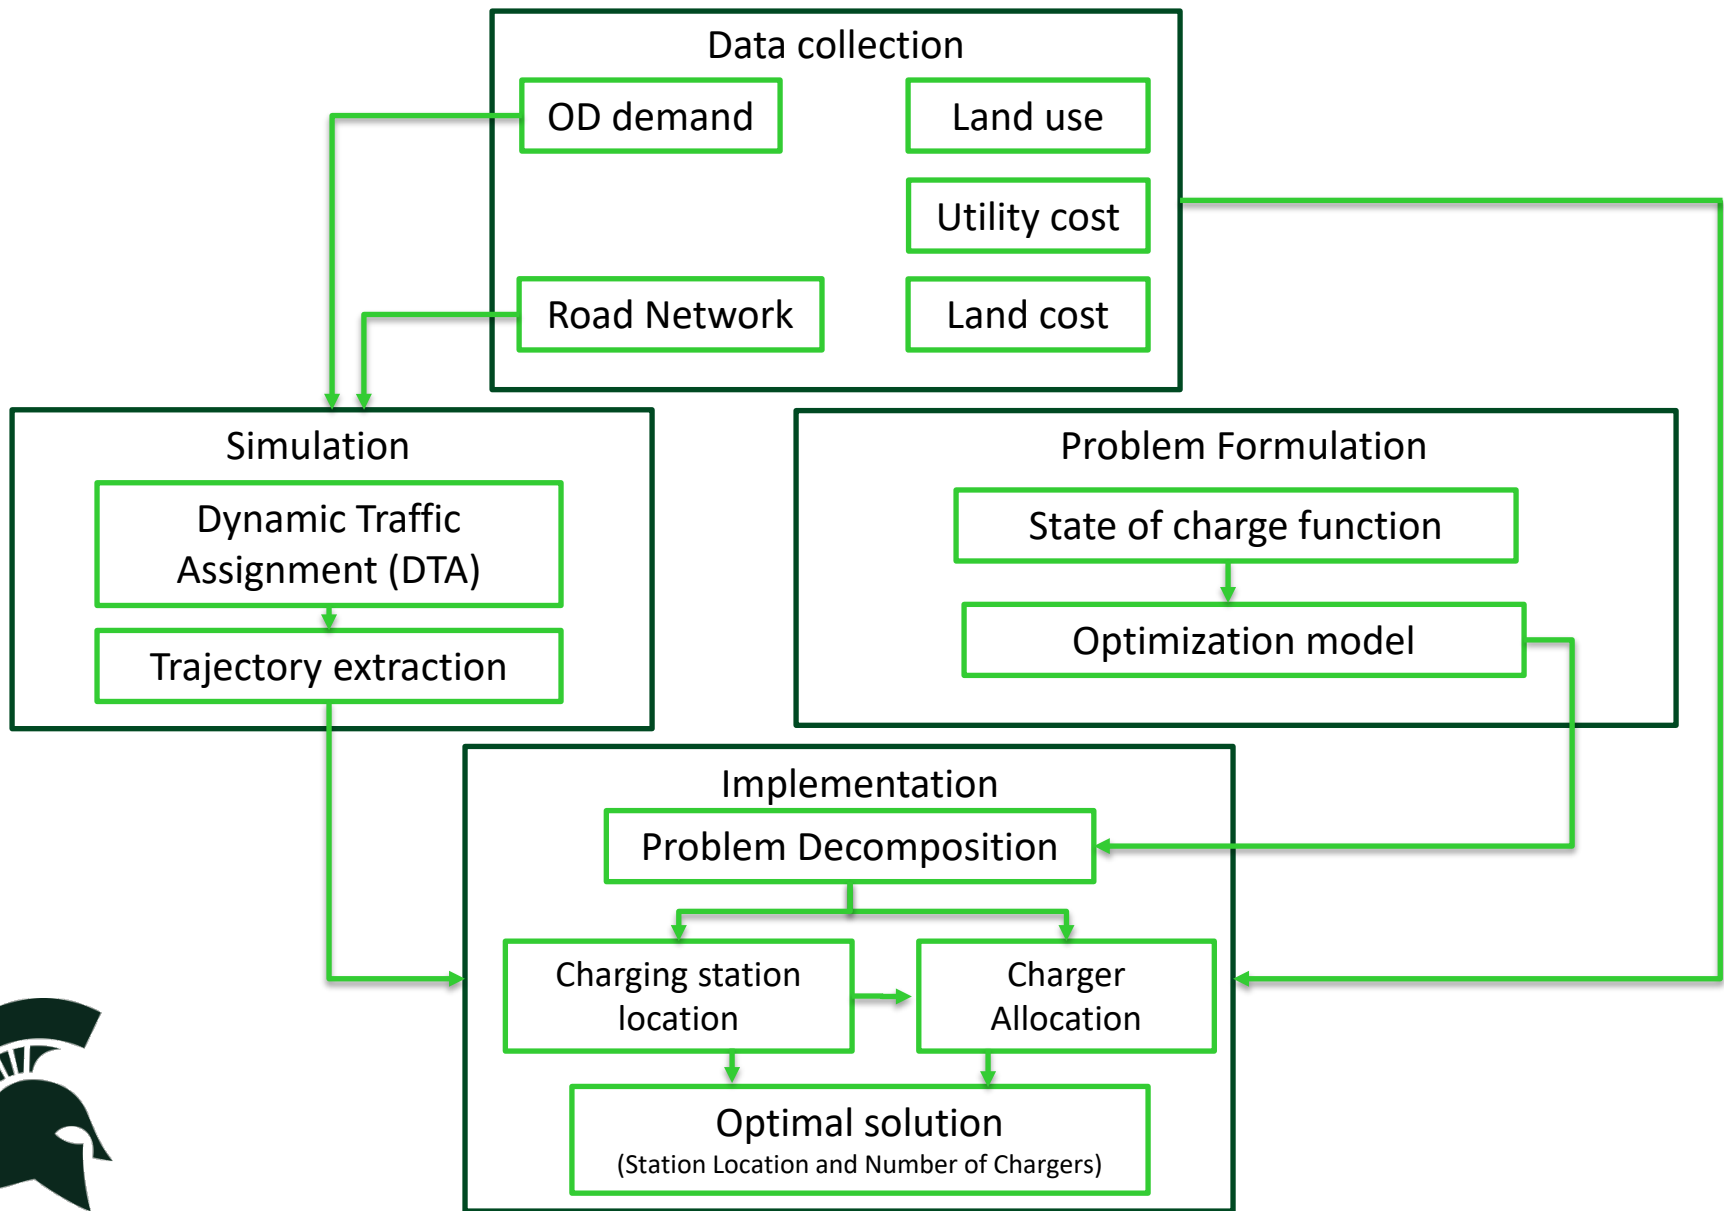 Data collection
OD demand
Land use
Utility cost
Road Network
Land cost
Simulation
Dynamic Traffic
Assignment (DTA)
Trajectory extraction
Problem Formulation
State of charge function
Optimization model
Implementation
Problem Decomposition
Charging station
location
Charger
Allocation
Optimal solution
(Station Location and Number of Chargers)